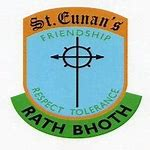 St. Eunan's
FRIENDSHIP
RESPECT TOLERANCE
RATH BHOTH